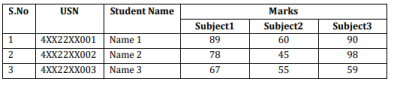 S.No USN Student Name Marks
Subject1 Subject2 Subject3
1 4XX22XX001 Name 1 89 60 90
2 4XX22XX002 Name 2 78 45 98
3 4XX22XX003 Name 3 67 55 59